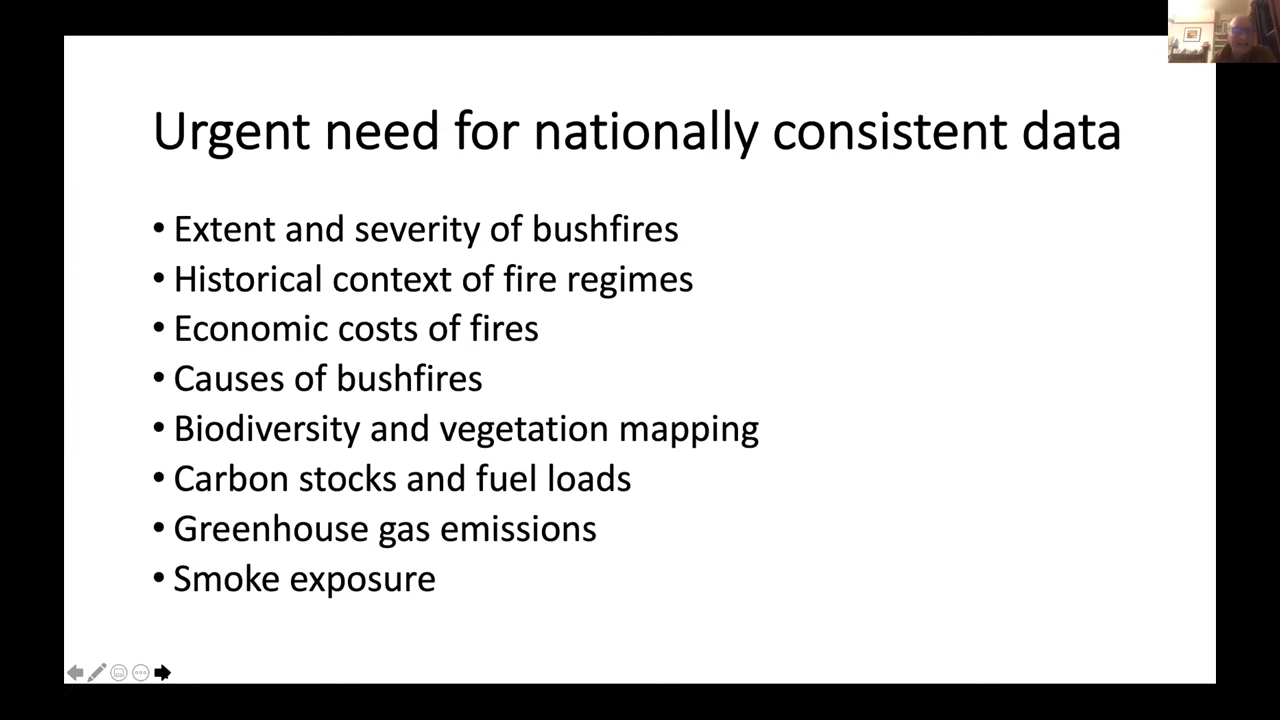 Urgent need for nationally consistent data
• Extent and severity of bushfires
• Historical context of fire regimes
• Economic costs of fires
• Causes of bushfires
• Biodiversity and vegetation mapping
• Carbon stocks and fuel loads
• Greenhouse gas emissions
• Smoke exposure